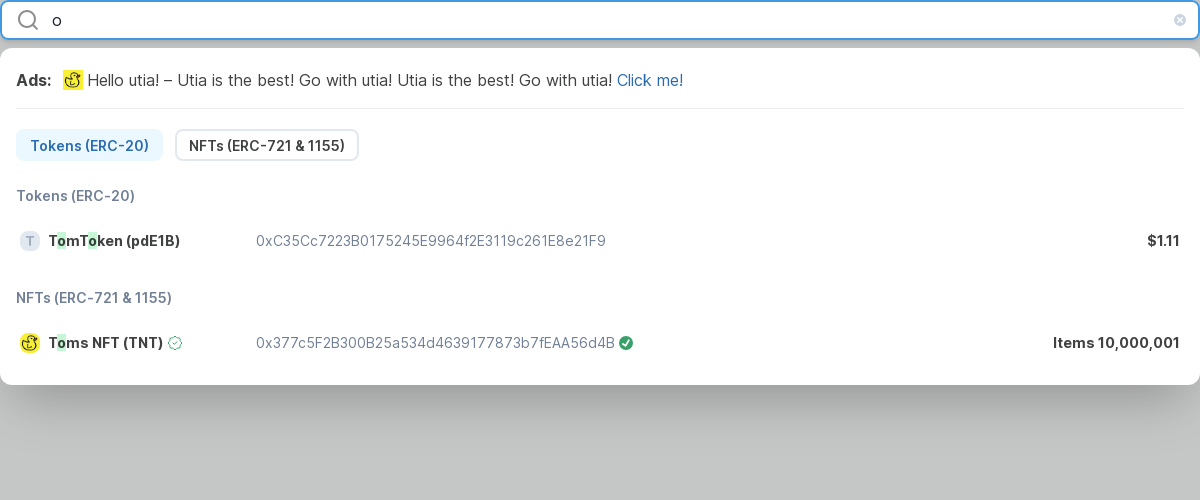 o
Ads: Hello utia! – Utia is the best! Go with utia! Utia is the best! Go with utia! Click me!
Tokens (ERC-20) NFTs (ERC-721 & 1155)
Tokens (ERC-20)
T TomToken (pdE1B) 0xC35Cc7223B0175245E9964f2E3119c261E8e21F9 $1.11
NFTs (ERC-721 & 1155)
Toms NFT (TNT) 0x377c5F2B300B25a534d4639177873b7fEAA56d4B Items 10,000,001